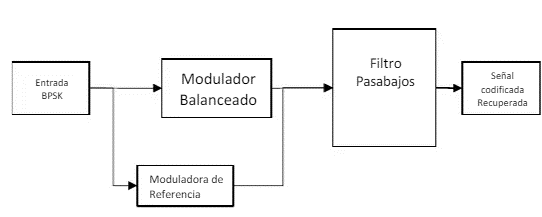 Entrada
BPSK
Modulador
Balanceado
Filtro
Pasabajos
Señal
codificada
Recuperada
Moduladora de
Referencia